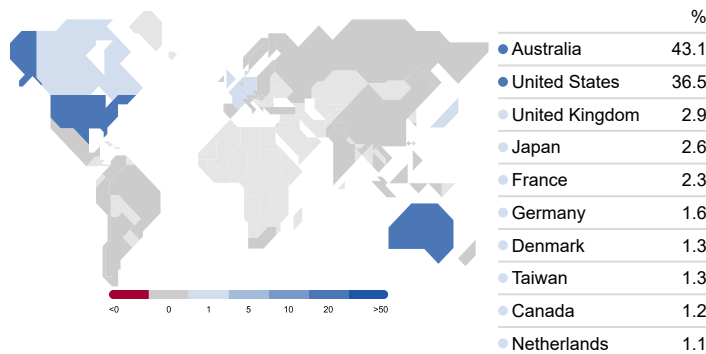 %
Australia 43.1
United States 36.5
United Kingdom 2.9
Japan 2.6
France 2.3
Germany 1.6
Denmark 1.3
Taiwan 1.3
Canada 1.2
Netherlands 1.1
<0 0 1 5 10 20 >50